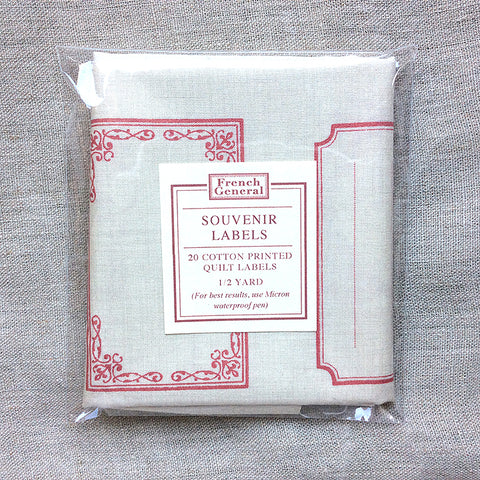 French
General
SOUVENIR
LABELS
20 COTTON PRINTED
QUILT LABELS
1/2 YARD
(For best results, use Micron
waterproof pen)